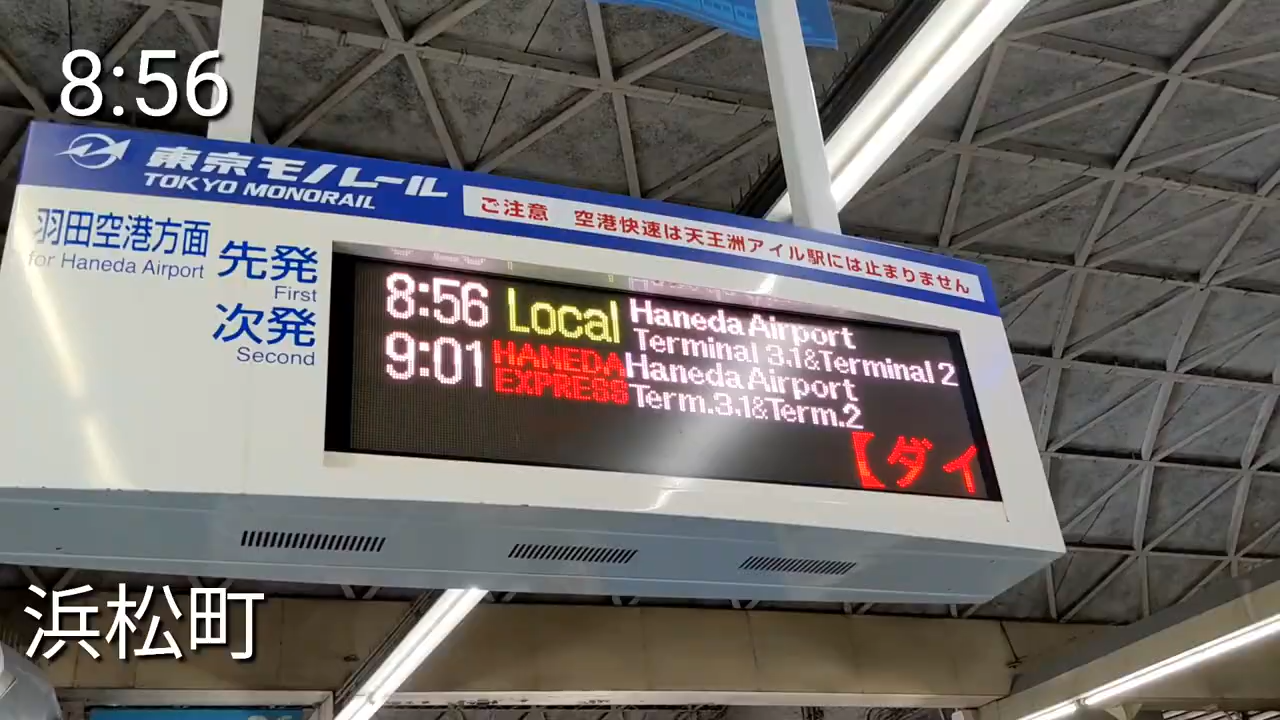 8:56
東京モノレール
TOKYO MONORAIL
ご注意 空港快速は天王洲アイル駅には止まりません
羽田空港方面
for Haneda Airport
先発
First
次発
Second
8:56 Local Haneda Airport
Terminal 3.1&Terminal 2
9:01 HANEDA EXPRESS Haneda Airport
Term.3.1&Term.2
【ダイ
浜松町